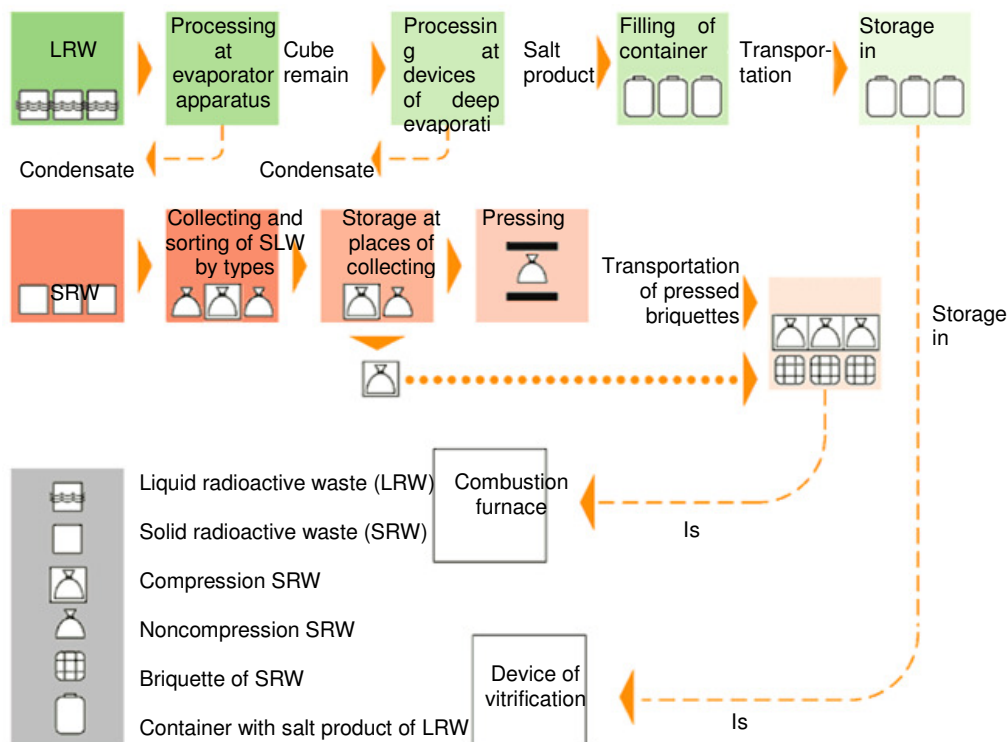 LRW
Processing
at
evaporator
apparatus
Cube
remain
Processin
g at
devices
of deep
evaporati
Salt
product
Filling of
container
Transpor-
tation
Storage
in
Condensate
Condensate
SRW
Collecting and
sorting of SLW
by types
Storage at
places of
collecting
Pressing
Transportation
of pressed
briquettes
Storage
in
Combustion
furnace
Is
Liquid radioactive waste (LRW)
Solid radioactive waste (SRW)
Compression SRW
Noncompression SRW
Briquette of SRW
Container with salt product of LRW
Device of
vitrification
Is